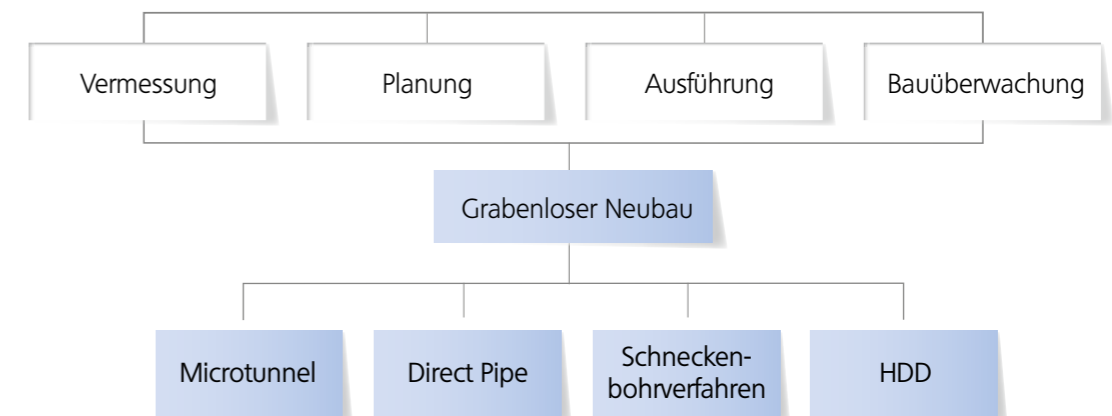 Vermessung
Planung
Ausführung
Bauüberwachung
Grabenloser Neubau
Microtunnel
Direct Pipe
Schnecken-
bohrverfahren
HDD